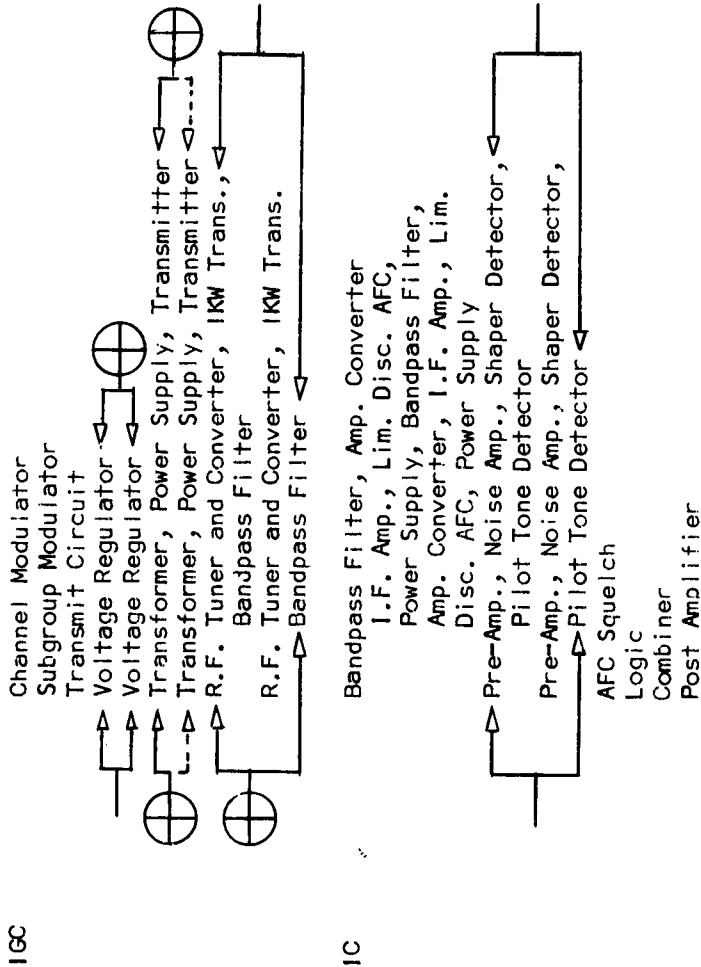 1GC
Channel Modulator
Subgroup Modulator
Transmit Circuit
Voltage Regulator
Voltage Regulator
Transformer, Power Supply, Transmitter
Transformer, Power Supply, Transmitter
R.F. Tuner and Converter, 1KW Trans.,
Bandpass Filter
R.F. Tuner and Converter, 1KW Trans.
Bandpass Filter
1C
Bandpass Filter, Amp. Converter
I.F. Amp., Lim. Disc. AFC,
Power Supply, Bandpass Filter,
Amp. Converter, I.F. Amp., Lim.
Disc. AFC, Power Supply
Pre-Amp., Noise Amp., Shaper Detector,
Pilot Tone Detector
Pre-Amp., Noise Amp., Shaper Detector,
Pilot Tone Detector
AFC Squelch
Logic
Combiner
Post Amplifier